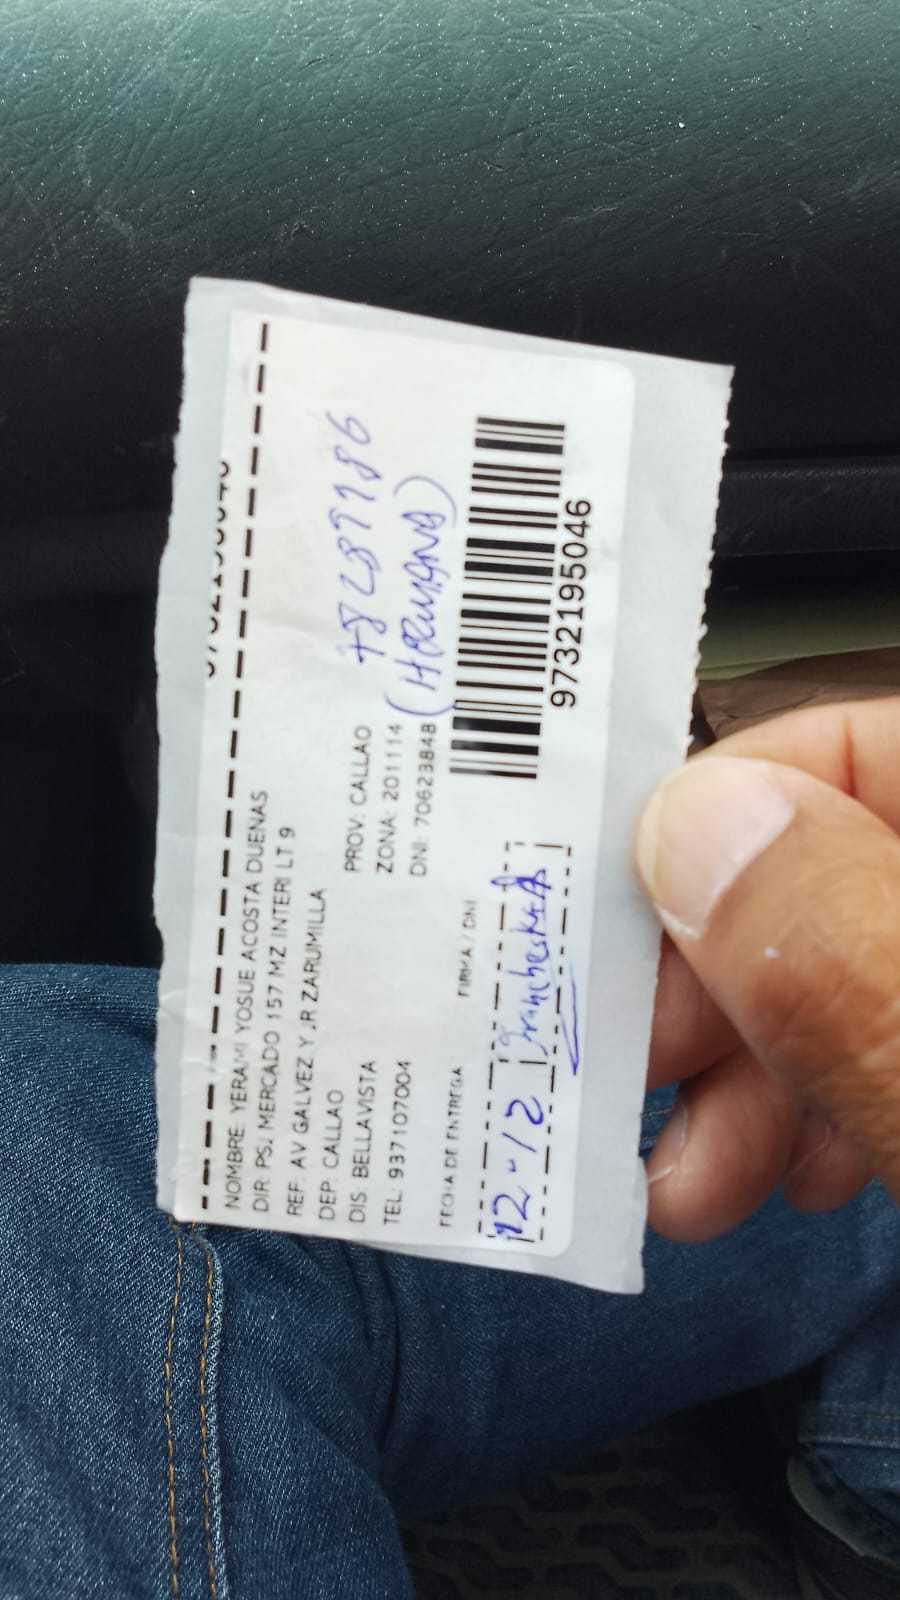 NOMBRE: YERAMI YOSUE ACOSTA DUENAS
DIR: PSJ MERCADO 157 MZ INTERI LT 9
REF: AV GALVEZ Y JR ZARUMILLA
DEP: CALLAO
PROV: CALLAO
DIS: BELLAVISTA
ZONA: 201114
TEL: 937107004
DNI: 70623848
(HERMANA)
FECHA DE ENTREGA
FIRMA / DNI
12-12
9732195046